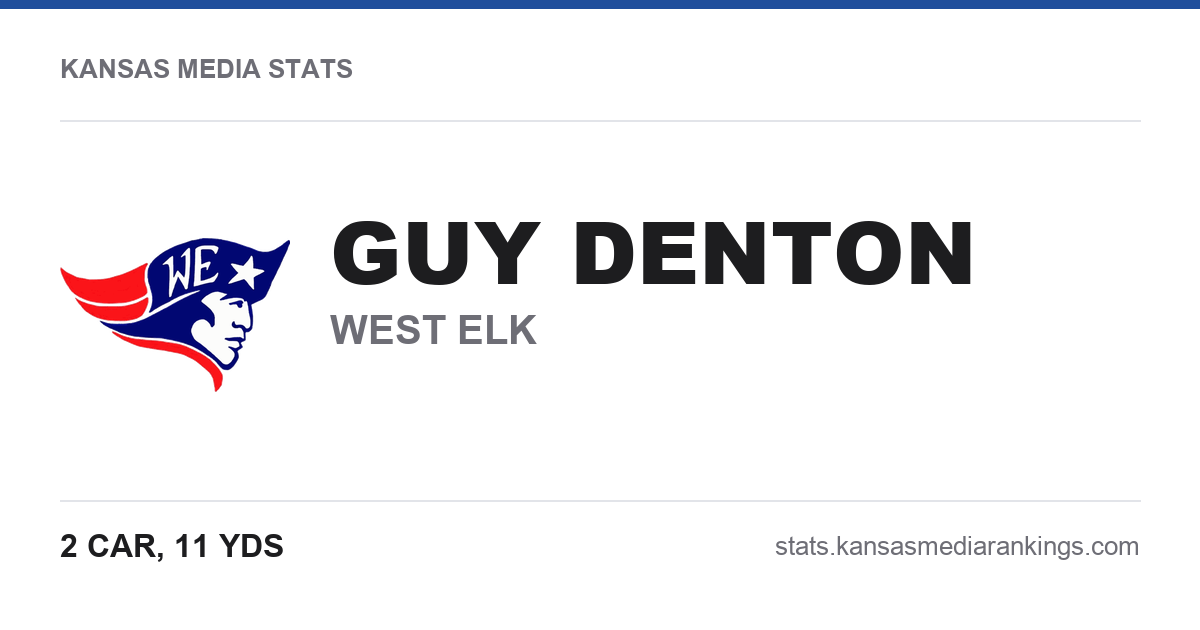 KANSAS MEDIA STATS
WE
GUY DENTON
WEST ELK
2 CAR, 11 YDS
stats.kansasmediarankings.com